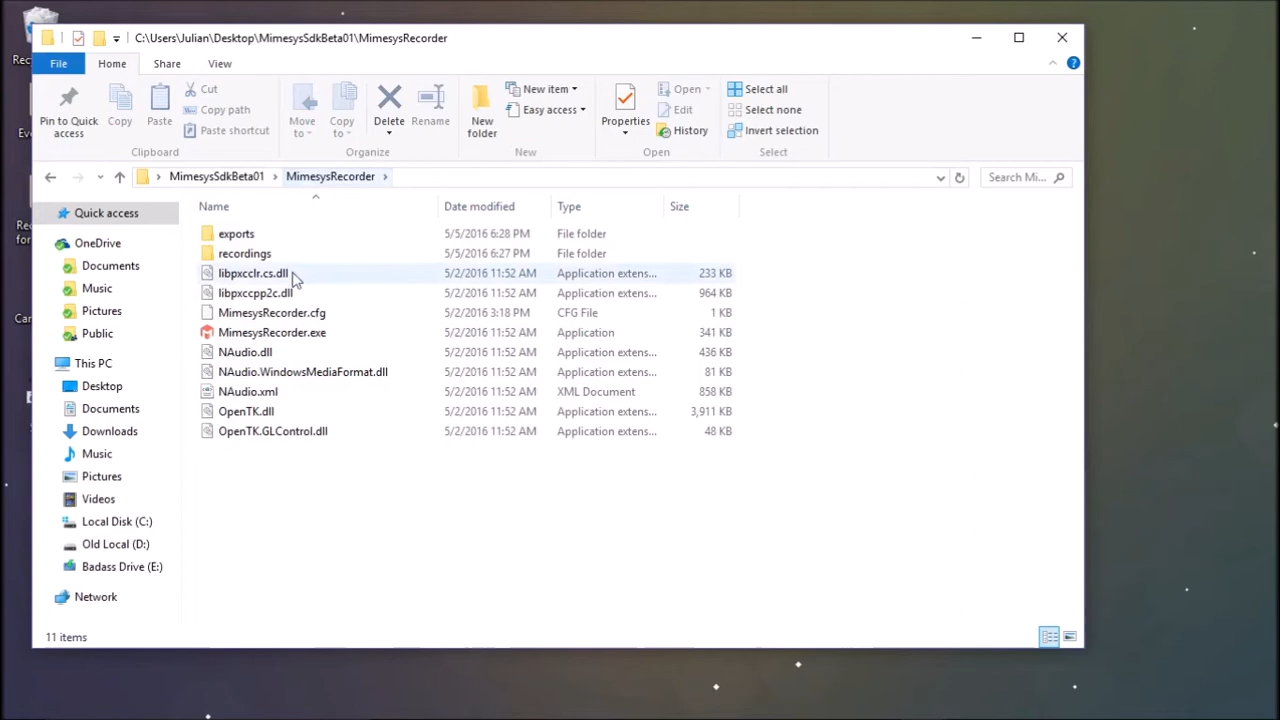 C:\Users\Julian\Desktop\MimesysSdkBeta01\MimesysRecorder
File Home Share View
Pin to Quick access
Copy
Paste
Cut
Copy path
Paste shortcut
Clipboard
Move to
Copy to
Delete
Rename
Organize
New folder
New item
Easy access
New
Properties
Open
Edit
History
Open
Select all
Select none
Invert selection
Select
MimesysSdkBeta01 MimesysRecorder
Search Mi...
Name Date modified Type Size
Quick access
OneDrive
Documents
Music
Pictures
Public
This PC
Desktop
Documents
Downloads
Music
Pictures
Videos
Local Disk (C:)
Old Local (D:)
Badass Drive (E:)
Network
exports 5/5/2016 6:28 PM File folder
recordings 5/5/2016 6:27 PM File folder
libpxcclr.cs.dll 5/2/2016 11:52 AM Application extens... 233 KB
libpxccpp2c.dll 5/2/2016 11:52 AM Application extens... 964 KB
MimesysRecorder.cfg 5/2/2016 3:18 PM CFG File 1 KB
MimesysRecorder.exe 5/2/2016 11:52 AM Application 341 KB
NAudio.dll 5/2/2016 11:52 AM Application extens... 436 KB
NAudio.WindowsMediaFormat.dll 5/2/2016 11:52 AM Application extens... 81 KB
NAudio.xml 5/2/2016 11:52 AM XML Document 858 KB
OpenTK.dll 5/2/2016 11:52 AM Application extens... 3,911 KB
OpenTK.GLControl.dll 5/2/2016 11:52 AM Application extens... 48 KB
11 items